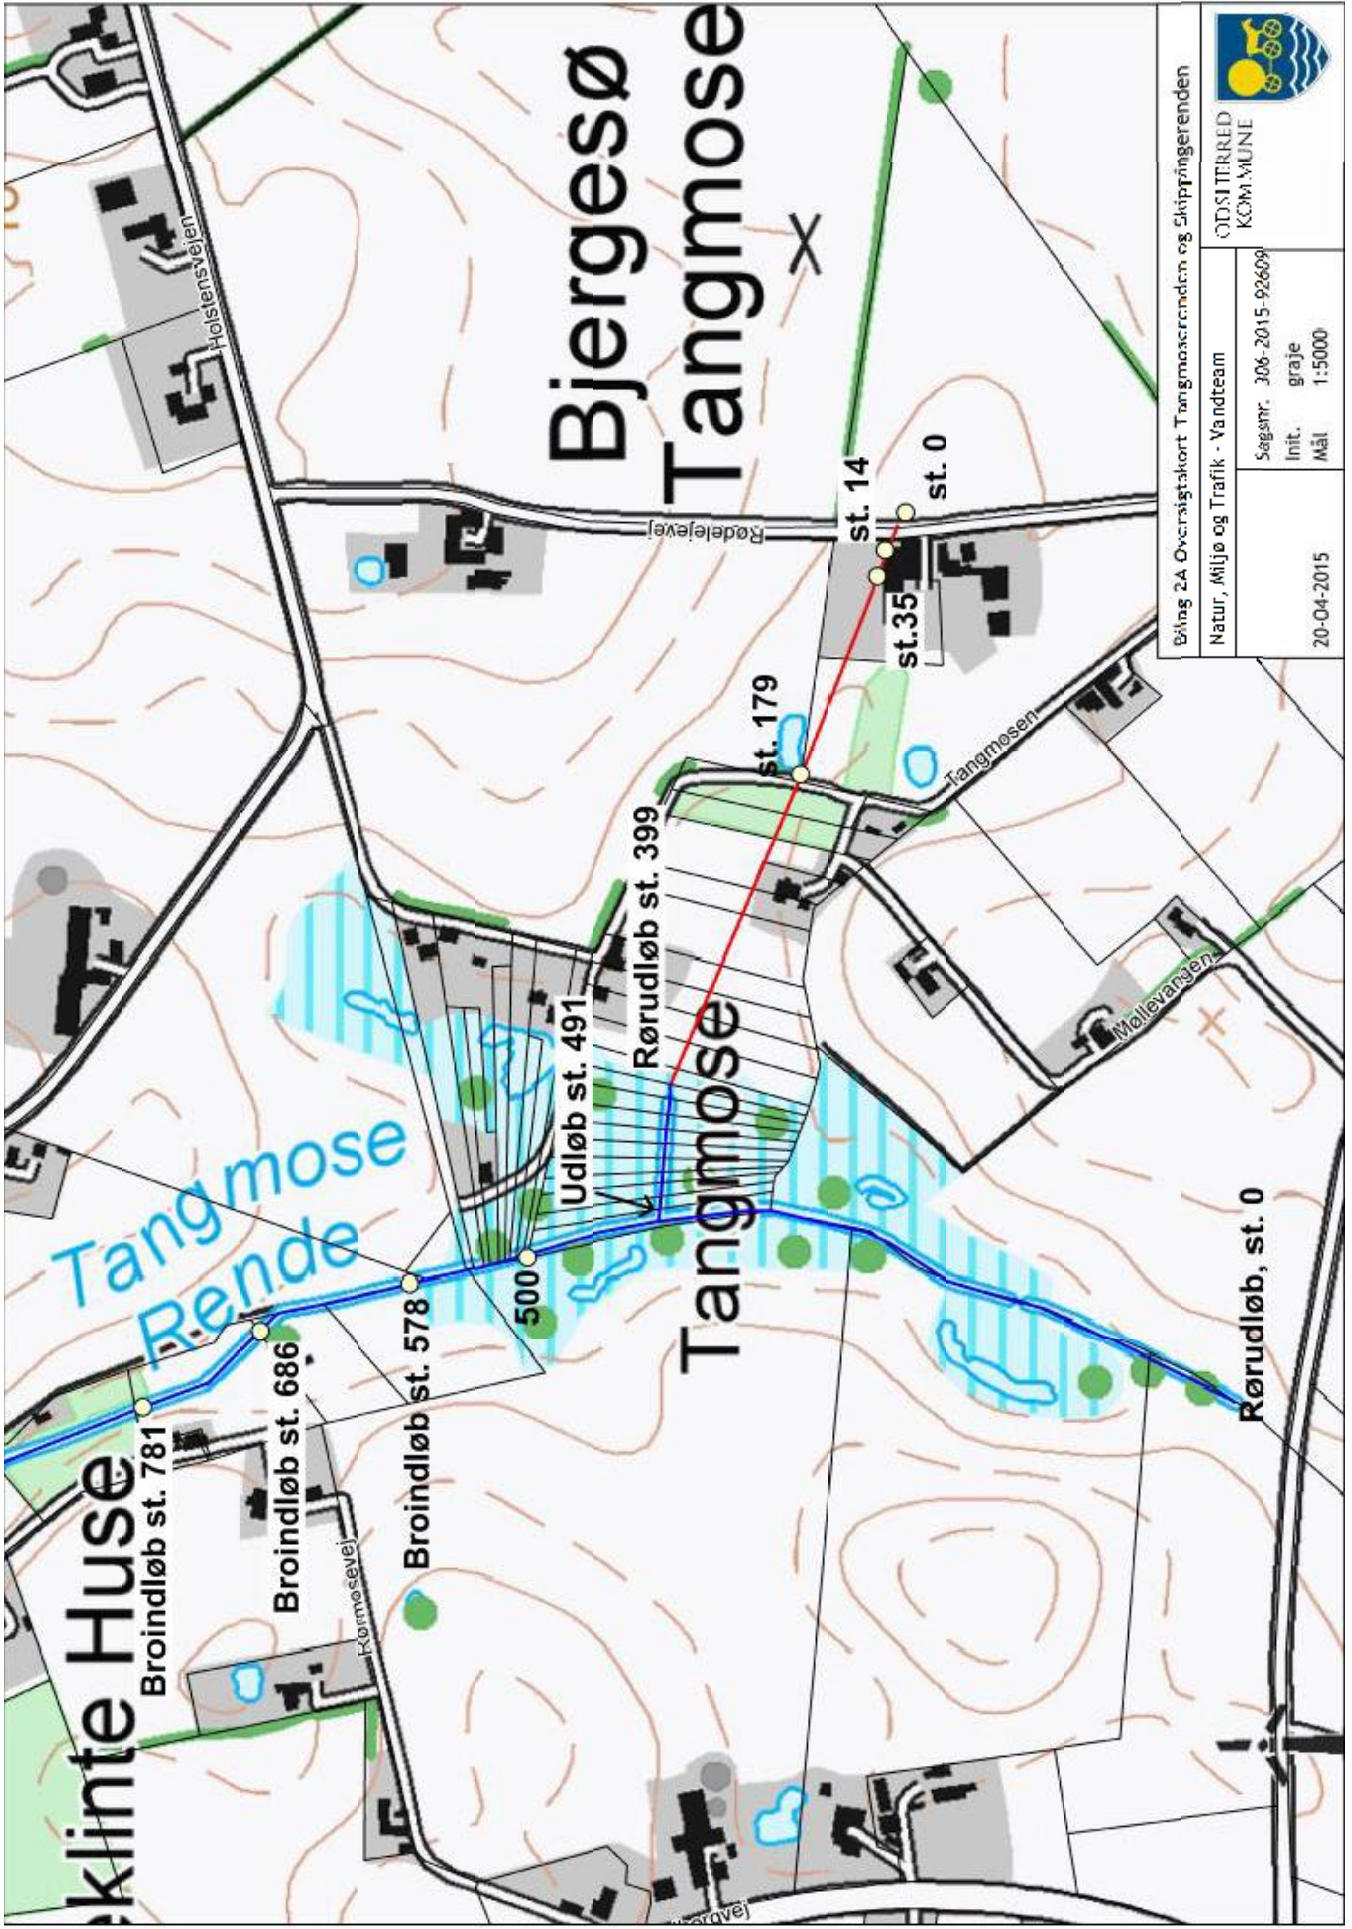 eklinte Huse
Broindløb st. 781
Broindløb st. 686
Rørmosevej
Broindløb st. 578
Tangmose
Rende
500
Udløb st. 491
Rørudløb st. 399
Tangmose
Rørudløb, st. 0
Holstensvejen
Bjergesø
Tangmose
Rødelejevej
st. 14
st. 0
st.35
st. 179
Tangmosen
Møllevangen
Bilag 2A Oversigtskort Tangmoserenden og Skippingerenden
Natur, Miljø og Trafik - Vandteam
ODSHERRED
KOMMUNE
Sagsnr. 306-2015-92609
Init. graje
Mål 1:5000
20-04-2015